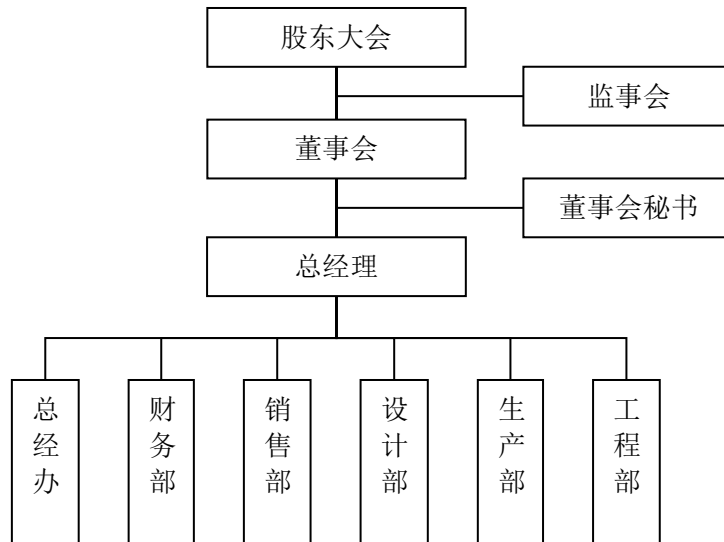 股东大会
监事会
董事会
董事会秘书
总经理
总经办
财务部
销售部
设计部
生产部
工程部